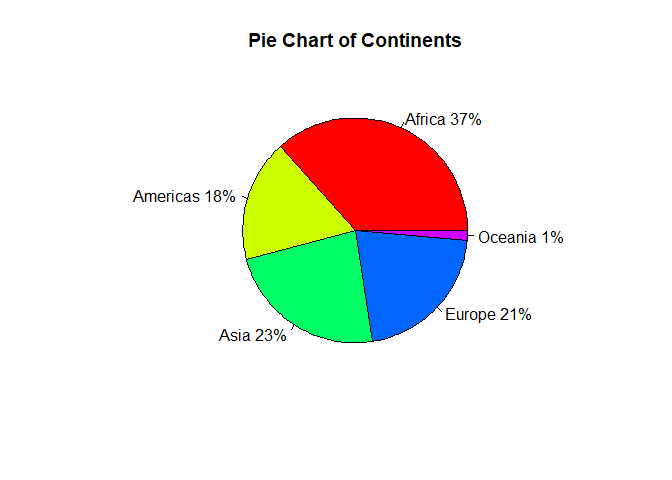 Pie Chart of Continents
Africa 37%
Americas 18%
Oceania 1%
Europe 21%
Asia 23%